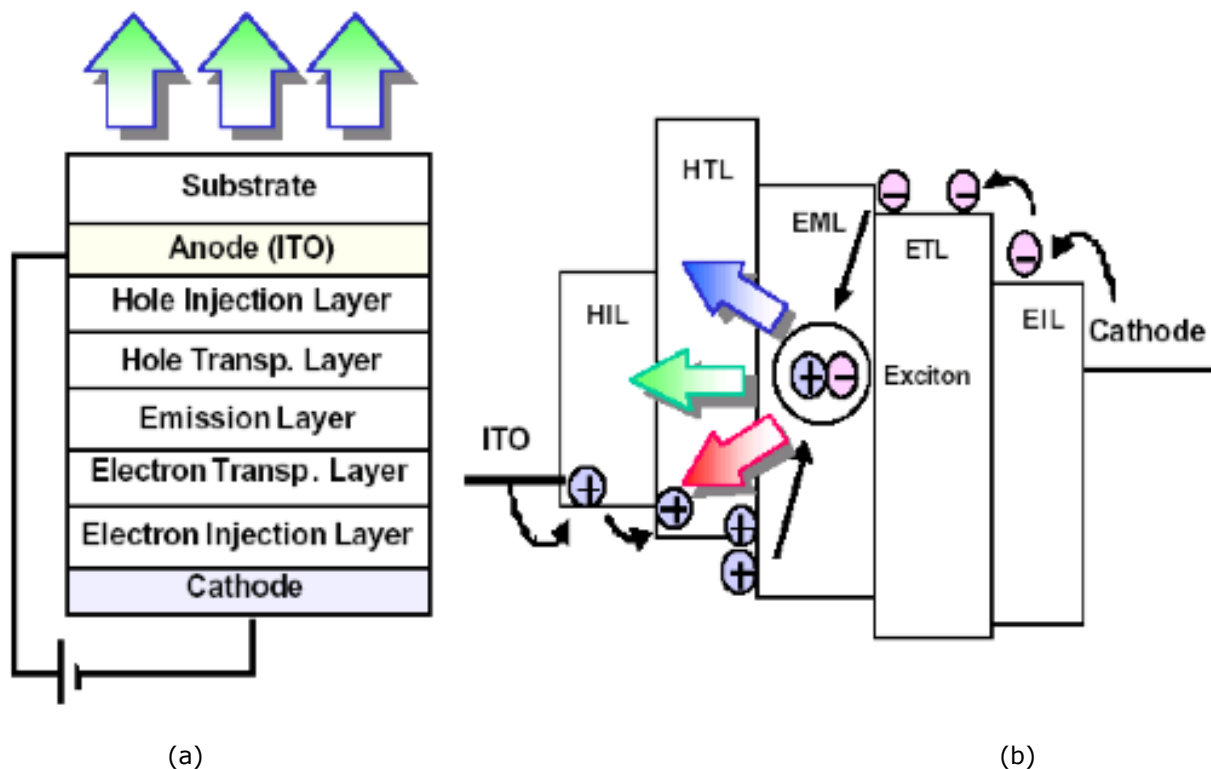 Substrate
Anode (ITO)
Hole Injection Layer
Hole Transp. Layer
Emission Layer
Electron Transp. Layer
Electron Injection Layer
Cathode
(a)
HTL
EML
ETL
HIL
EIL
Cathode
Exciton
ITO
+
-
+
+
+
+
-
-
-
(b)